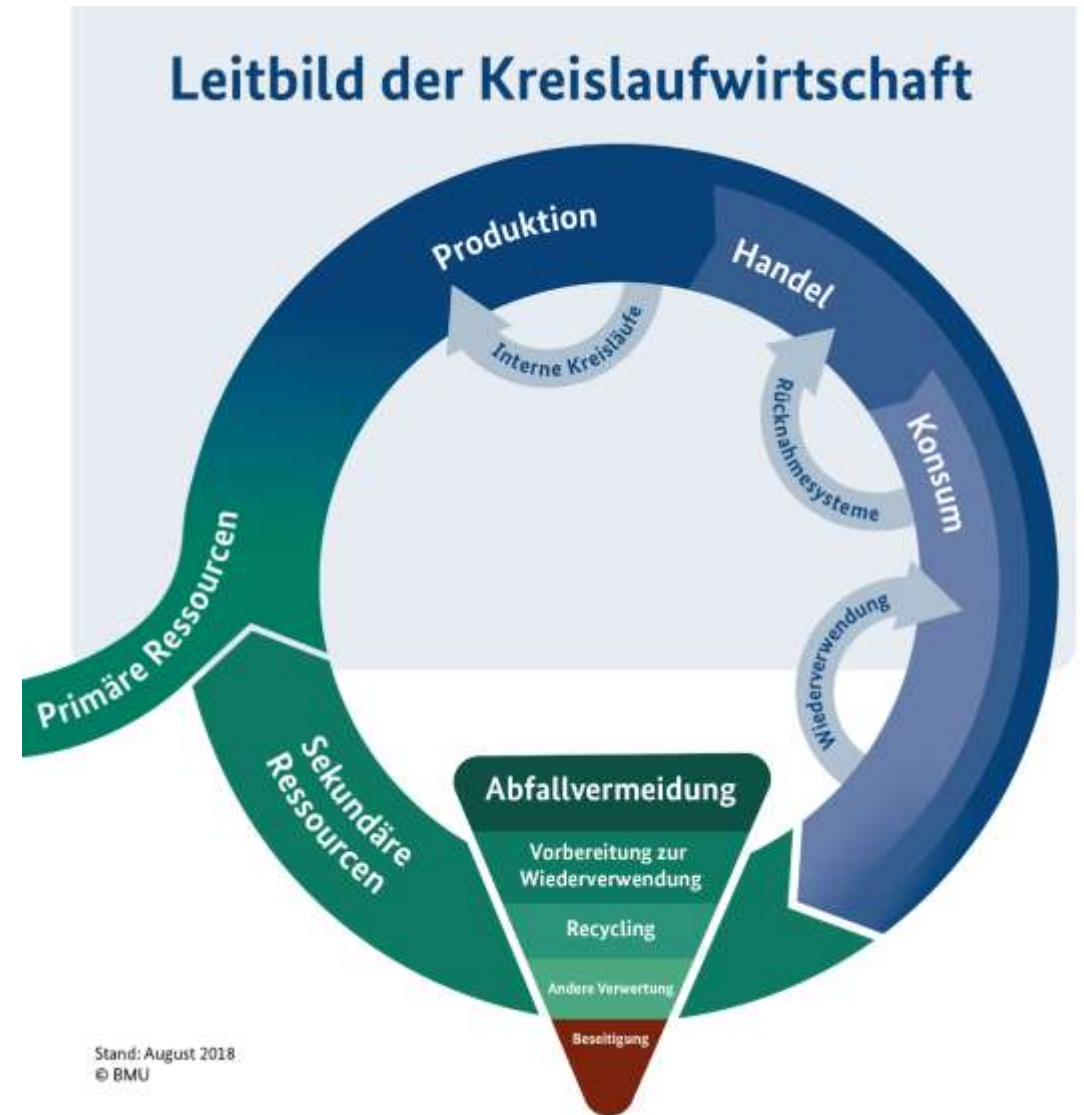 Leitbild der Kreislaufwirtschaft
Produktion
Handel
Interne Kreisläufe
Rücknahmesysteme
Konsum
Wiederverwendung
Primäre Ressourcen
Sekundäre
Ressourcen
Abfallvermeidung
Vorbereitung zur
Wiederverwendung
Recycling
Andere Verwertung
Beseitigung
Stand: August 2018
© BMU